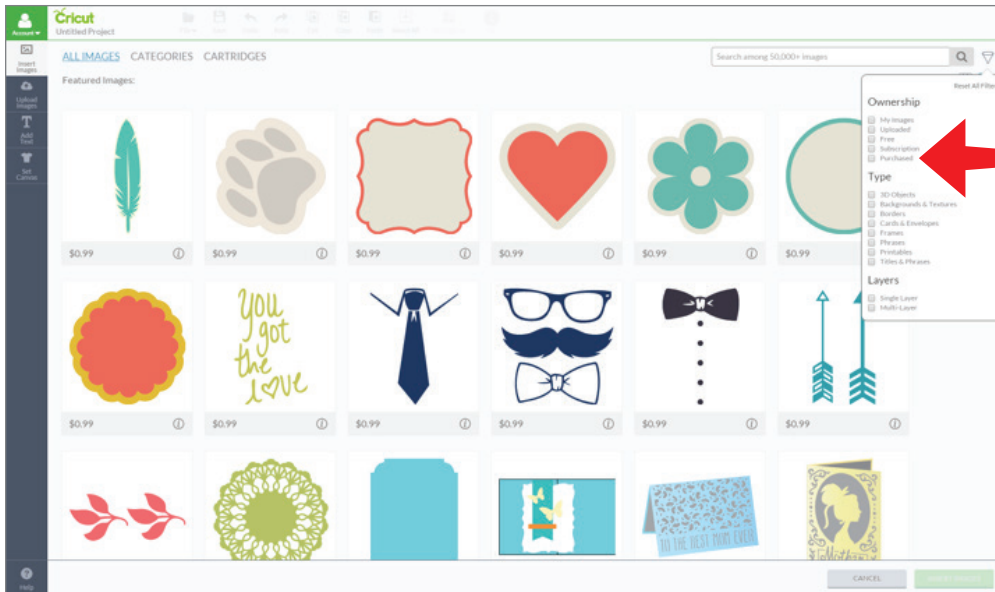 Account
Cricut
Untitled Project
Insert
Images
Upload
Images
Add
Text
Set
Canvas
Help
ALL IMAGES CATEGORIES CARTRIDGES
Search among 50,000+ images
Featured Images:
Reset All Filter
Ownership
My Images
Uploaded
Free
Subscription
Purchased
Type
3D-Objects
Backgrounds & Textures
Borders
Cards & Envelopes
Frames
Phrases
Printables
Titles & Phrases
Layers
Single Layer
Multi-Layer
$0.99 $0.99 $0.99 $0.99 $0.99 $0.99
You
got
the
love
$0.99 $0.99 $0.99 $0.99 $0.99 $0.99
TO THE BEST MOM EVER
Mother
CANCEL INSERT IMAGES